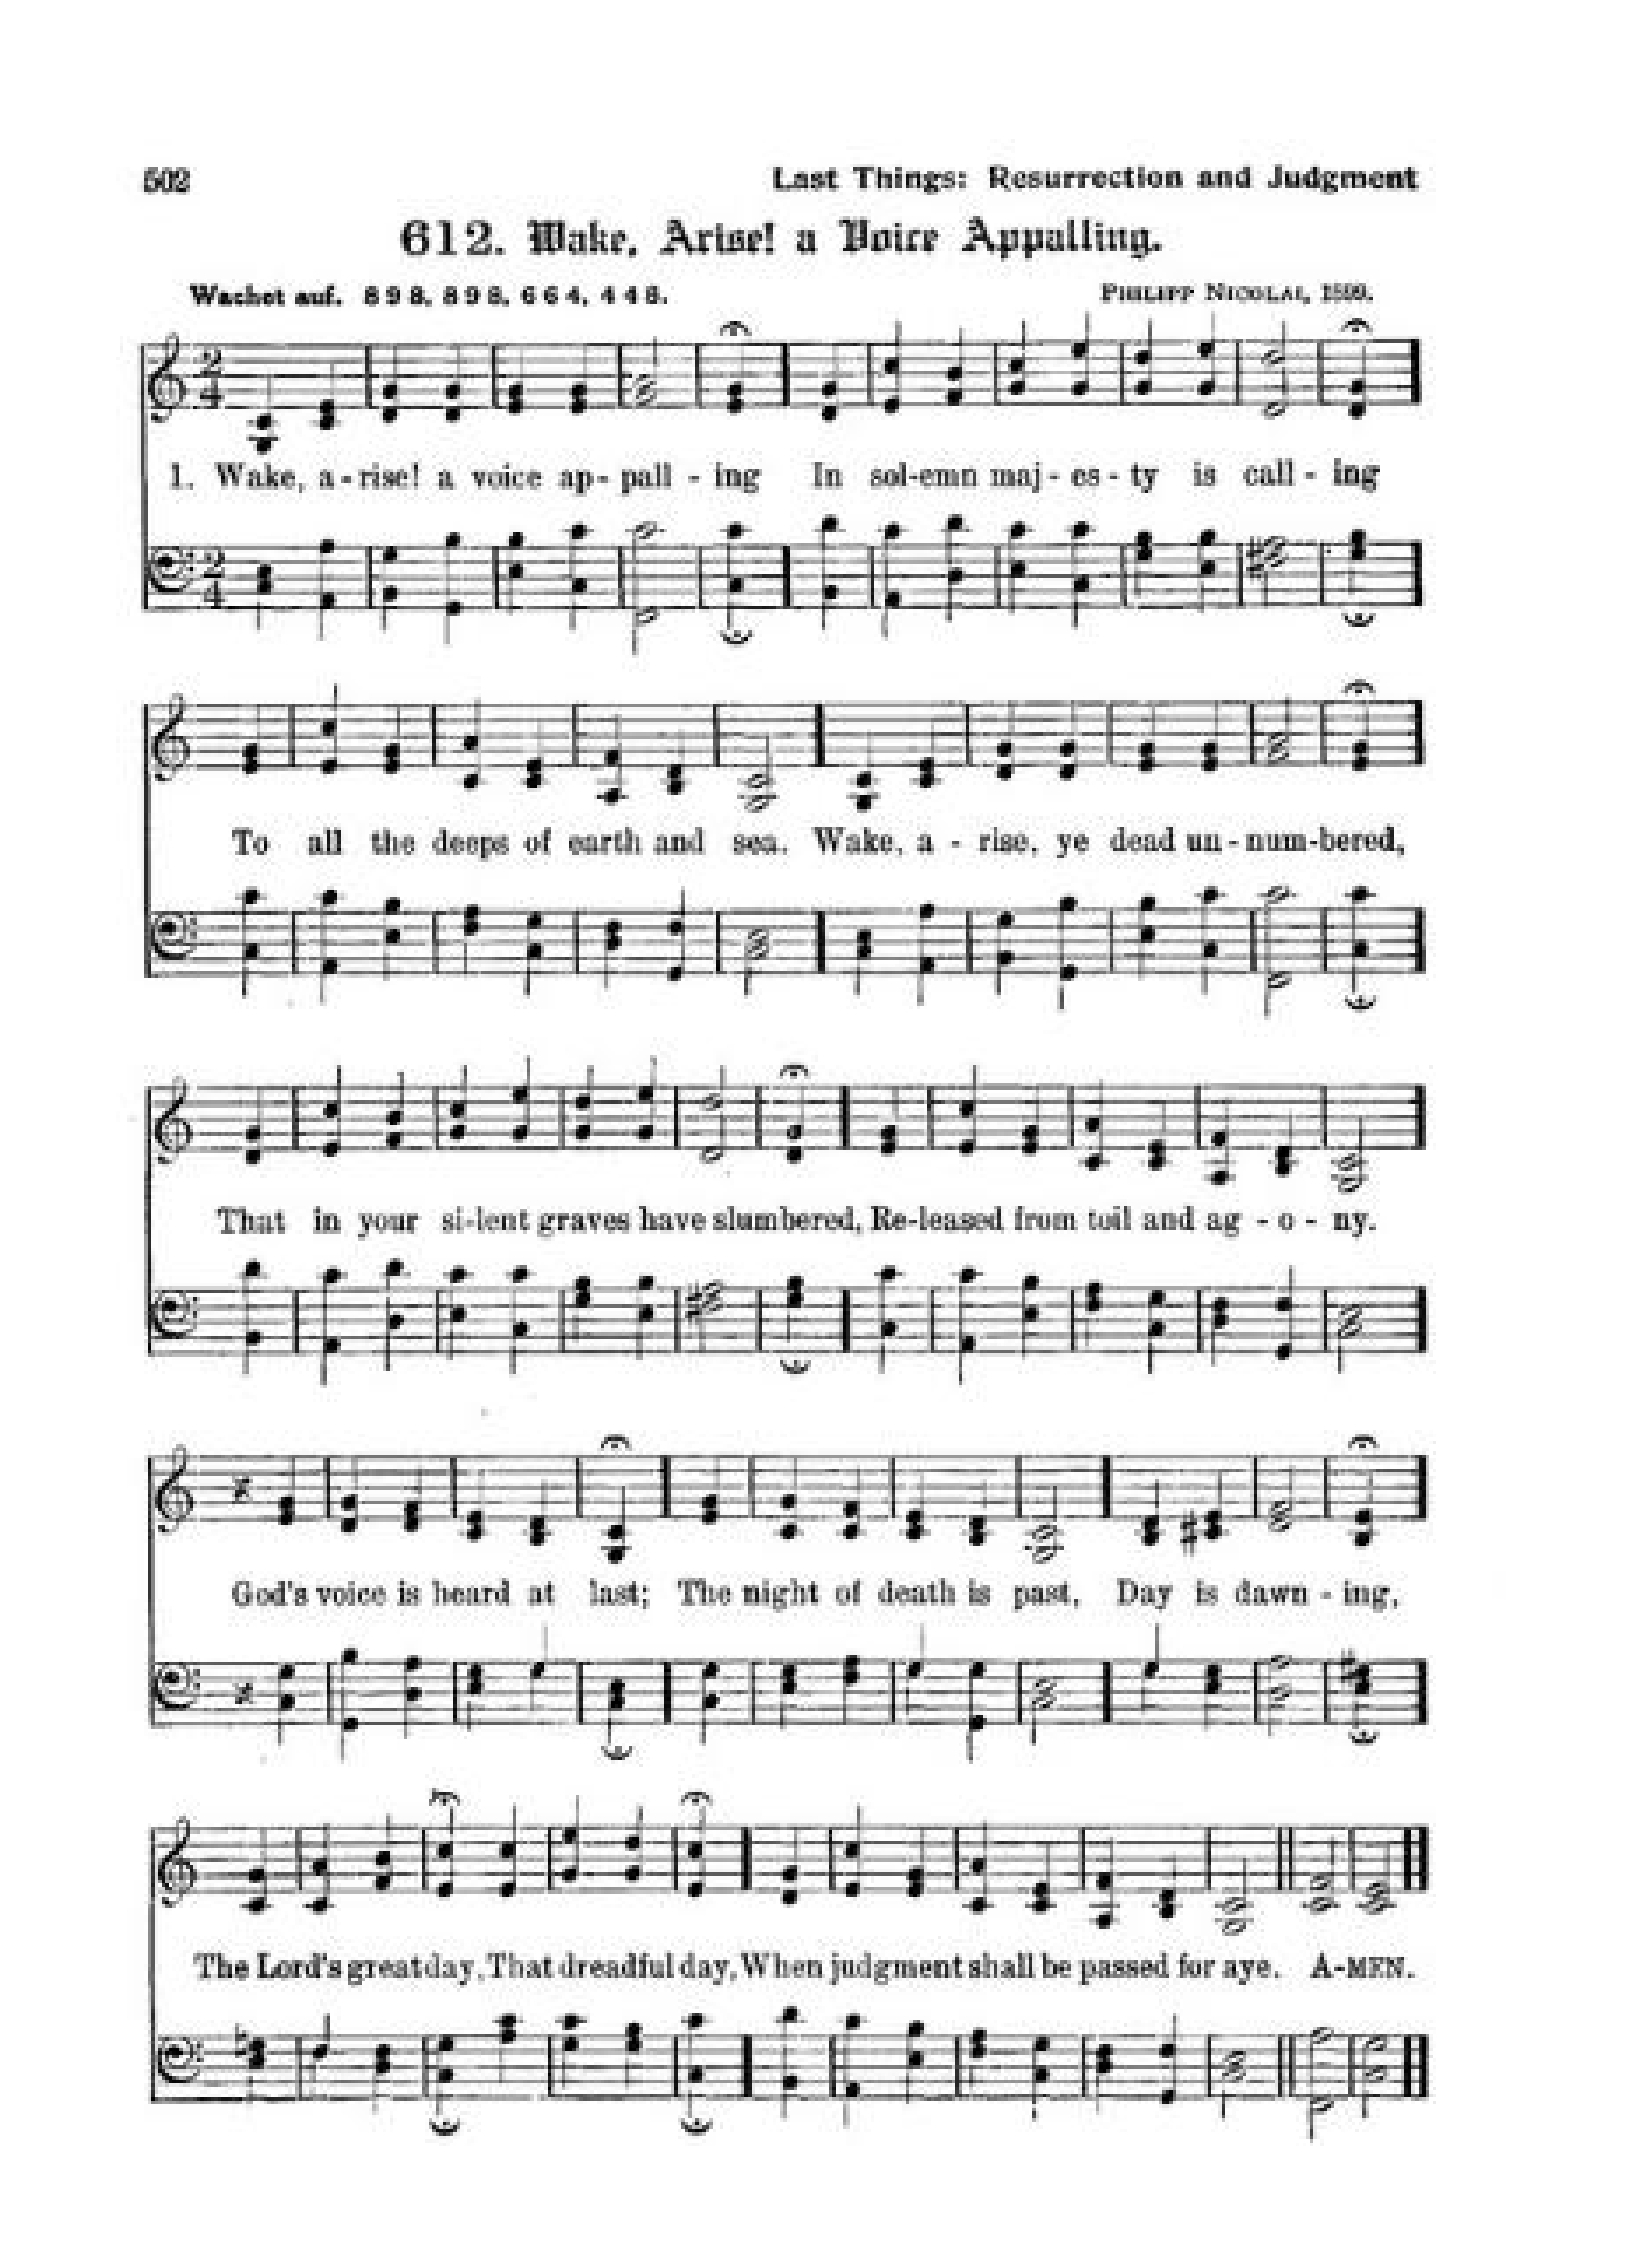 502 Last Things: Resurrection and Judgment
612. Wake, Arise! a Voice Appalling.
Wachet auf. 8 9 8, 8 9 8, 6 6 4, 4 4 8. PHILIPP NICOLAI, 1599.
2 4
1. Wake, a - rise! a voice ap - pall - ing In sol-emn maj - es - ty is call - ing
2 4
To all the deeps of earth and sea. Wake, a - rise, ye dead un - num-bered,
That in your si-lent graves have slumbered, Re-leased from toil and ag - o - ny.
God's voice is heard at last; The night of death is past, Day is dawn - ing,
The Lord's great day, That dreadful day, When judgment shall be passed for aye. A-MEN.